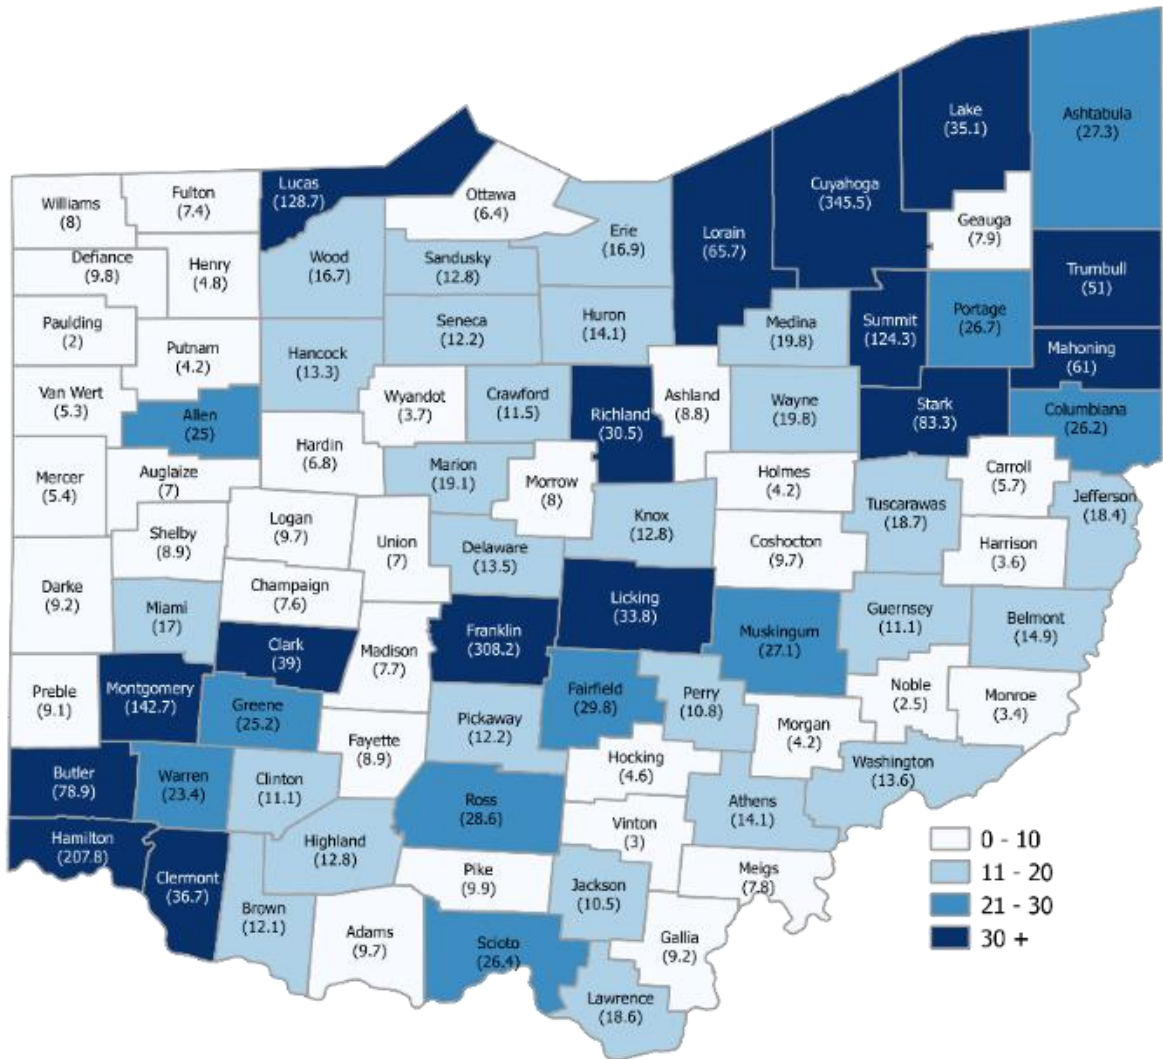 Lake
(35.1)
Ashtabula
(27.3)
Lucas
(128.7)
Ottawa
(6.4)
Cuyahoga
(345.5)
Williams
(8)
Fulton
(7.4)
Geauga
(7.9)
Erie
(16.9)
Lorain
(65.7)
Defiance
(9.8)
Henry
(4.8)
Wood
(16.7)
Sandusky
(12.8)
Trumbull
(51)
Paulding
(2)
Seneca
(12.2)
Huron
(14.1)
Medina
(19.8)
Summit
(124.3)
Portage
(26.7)
Putnam
(4.2)
Hancock
(13.3)
Mahoning
(61)
Van Wert
(5.3)
Allen
(25)
Wyandot
(3.7)
Crawford
(11.5)
Richland
(30.5)
Ashland
(8.8)
Wayne
(19.8)
Stark
(83.3)
Columbiana
(26.2)
Mercer
(5.4)
Auglaize
(7)
Hardin
(6.8)
Marion
(19.1)
Morrow
(8)
Holmes
(4.2)
Carroll
(5.7)
Jefferson
(18.4)
Tuscarawas
(18.7)
Shelby
(8.9)
Logan
(9.7)
Union
(7)
Knox
(12.8)
Delaware
(13.5)
Coshocton
(9.7)
Harrison
(3.6)
Darke
(9.2)
Champaign
(7.6)
Miami
(17)
Licking
(33.8)
Guernsey
(11.1)
Belmont
(14.9)
Clark
(39)
Madison
(7.7)
Franklin
(308.2)
Muskingum
(27.1)
Preble
(9.1)
Montgomery
(142.7)
Greene
(25.2)
Fairfield
(29.8)
Perry
(10.8)
Noble
(2.5)
Monroe
(3.4)
Pickaway
(12.2)
Morgan
(4.2)
Fayette
(8.9)
Hocking
(4.6)
Washington
(13.6)
Butler
(78.9)
Warren
(23.4)
Clinton
(11.1)
Ross
(28.6)
Athens
(14.1)
Hamilton
(207.8)
Highland
(12.8)
Vinton
(3)
Clermont
(36.7)
Pike
(9.9)
Meigs
(7.8)
Jackson
(10.5)
Brown
(12.1)
Adams
(9.7)
Scioto
(26.4)
Gallia
(9.2)
Lawrence
(18.6)
0 - 10
11 - 20
21 - 30
30 +